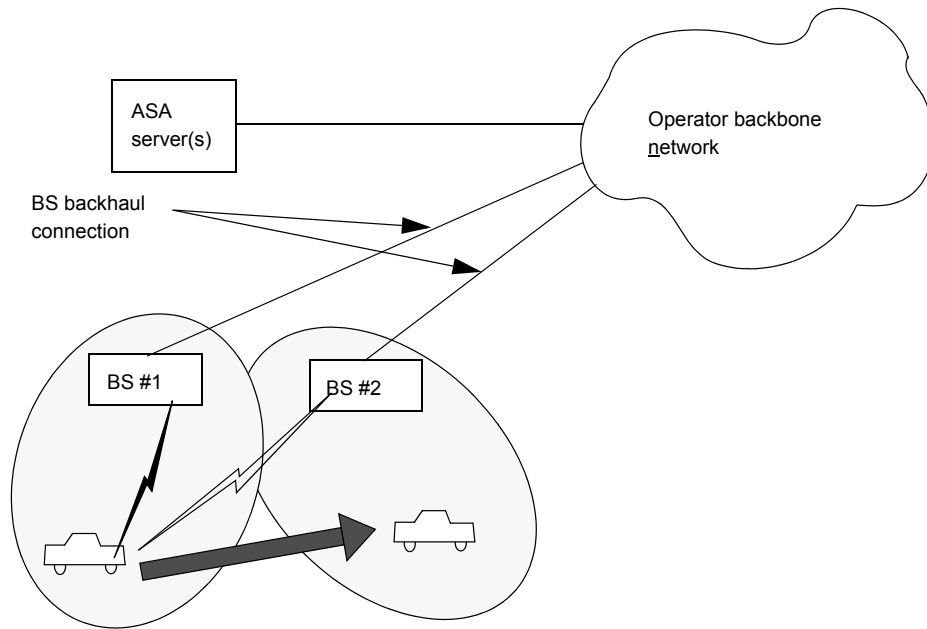 ASA
server(s)
Operator backbone
network
BS backhaul
connection
BS #1
BS #2